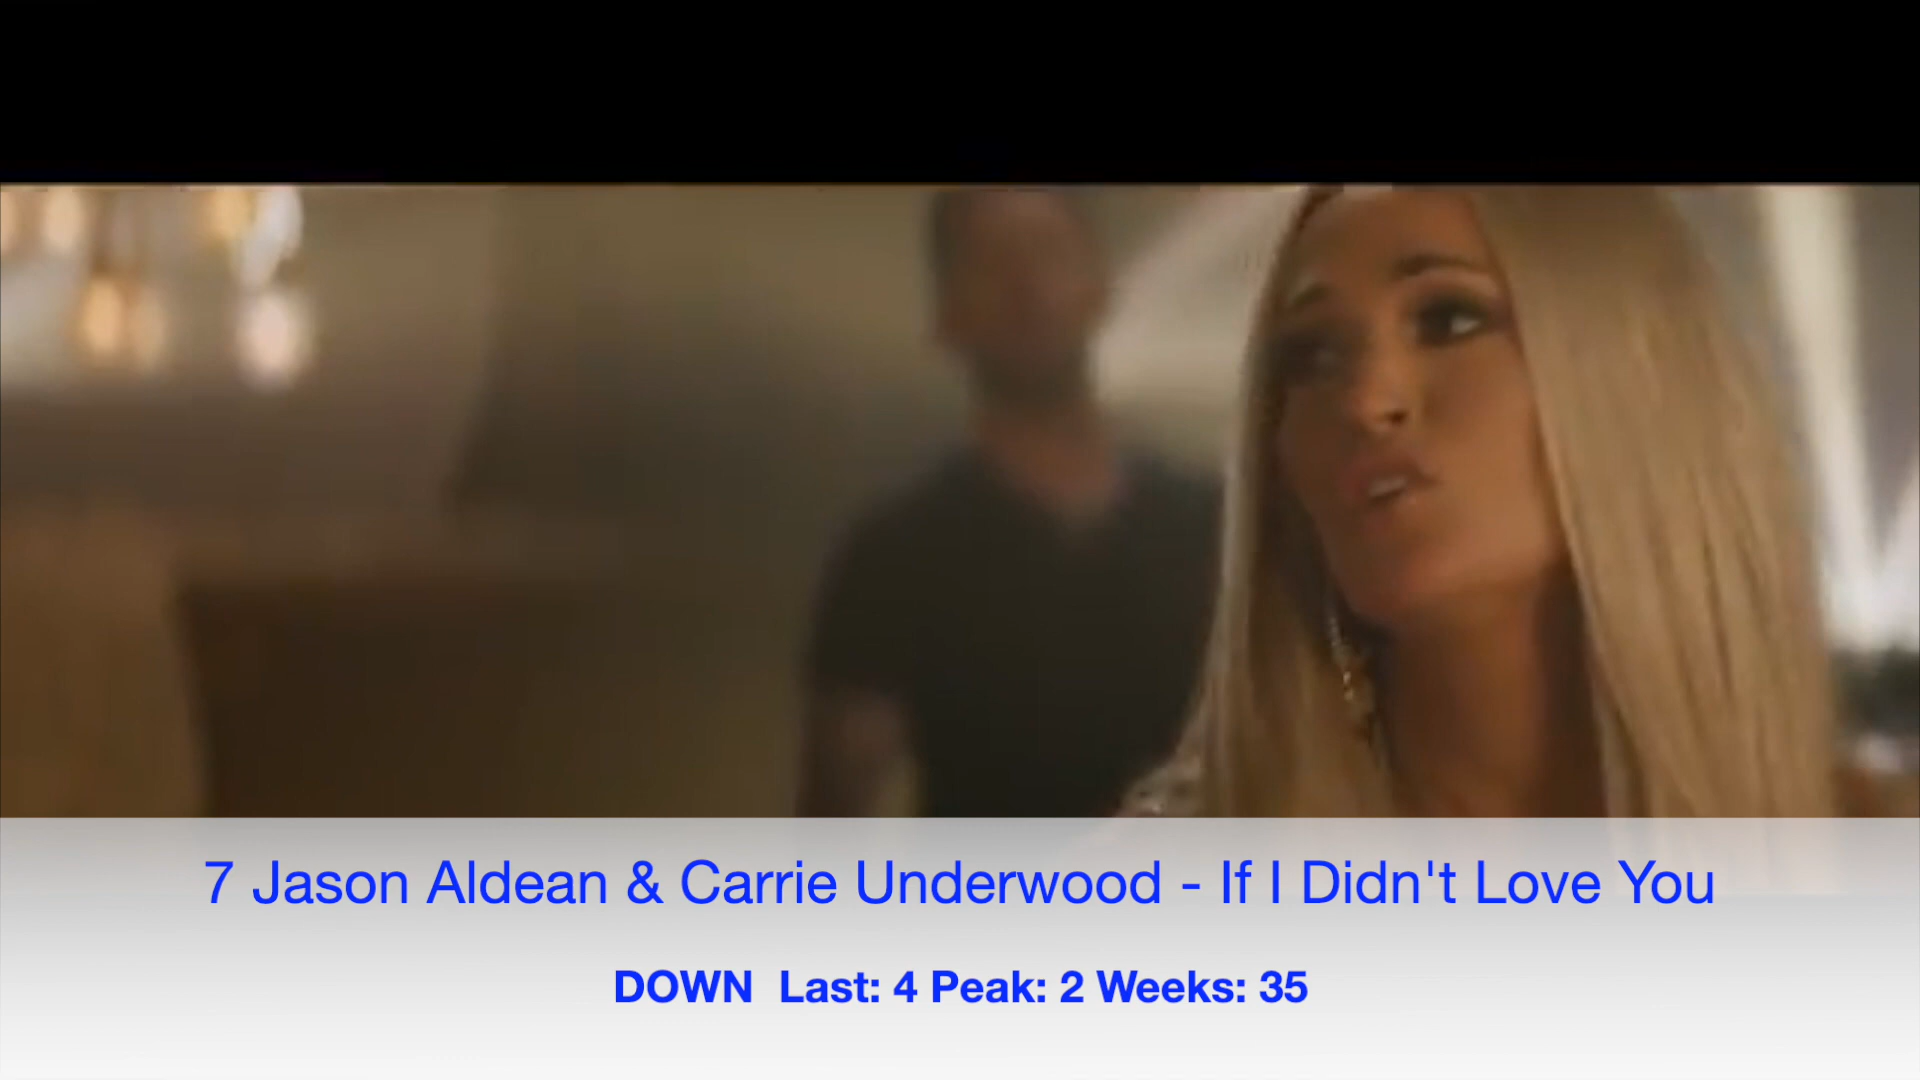 7 Jason Aldean & Carrie Underwood - If I Didn't Love You
DOWN Last: 4 Peak: 2 Weeks: 35